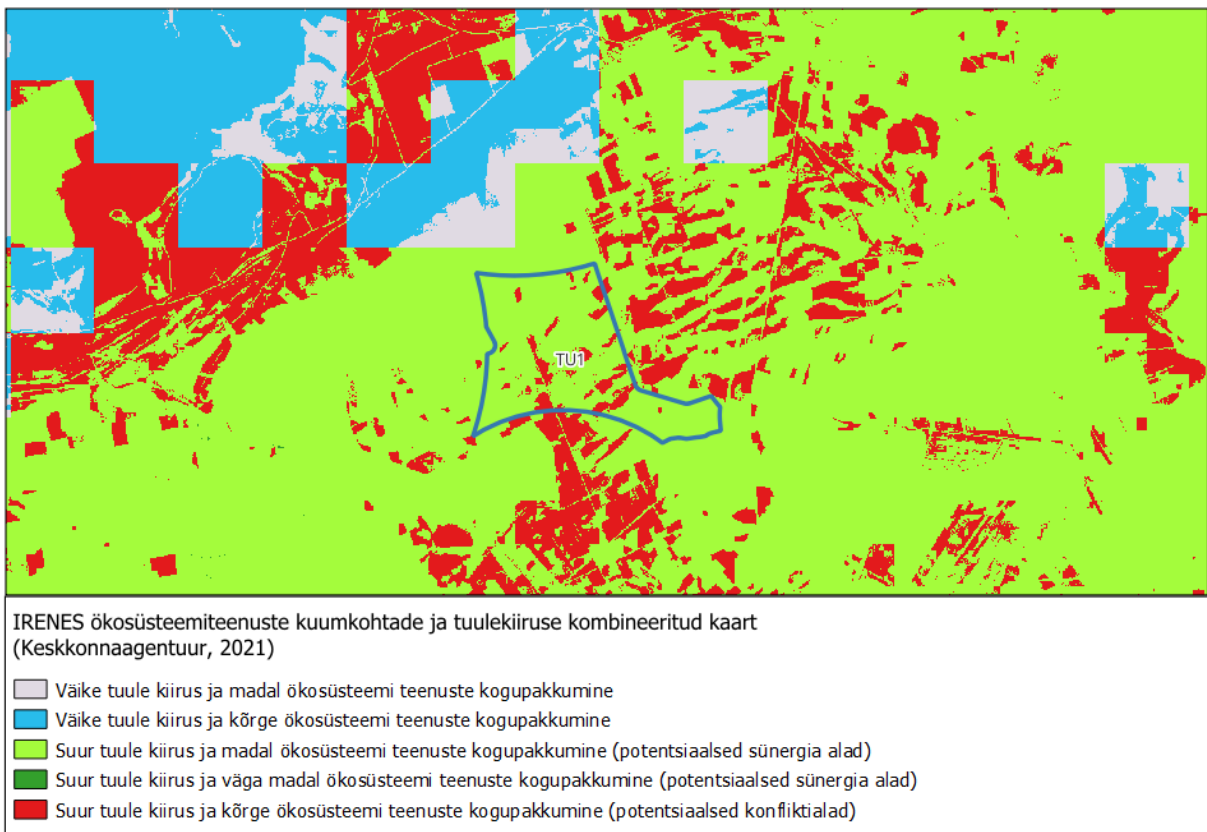 TU1
IRENES ökosüsteemiteenuste kuumkohtade ja tuulekiiruse kombineeritud kaart
(Keskkonnaagentuur, 2021)
Väike tuule kiirus ja madal ökosüsteemi teenuste kogupakkumine
Väike tuule kiirus ja kõrge ökosüsteemi teenuste kogupakkumine
Suur tuule kiirus ja madal ökosüsteemi teenuste kogupakkumine (potentsiaalsed sünergia alad)
Suur tuule kiirus ja väga madal ökosüsteemi teenuste kogupakkumine (potentsiaalsed sünergia alad)
Suur tuule kiirus ja kõrge ökosüsteemi teenuste kogupakkumine (potentsiaalsed konfliktialad)